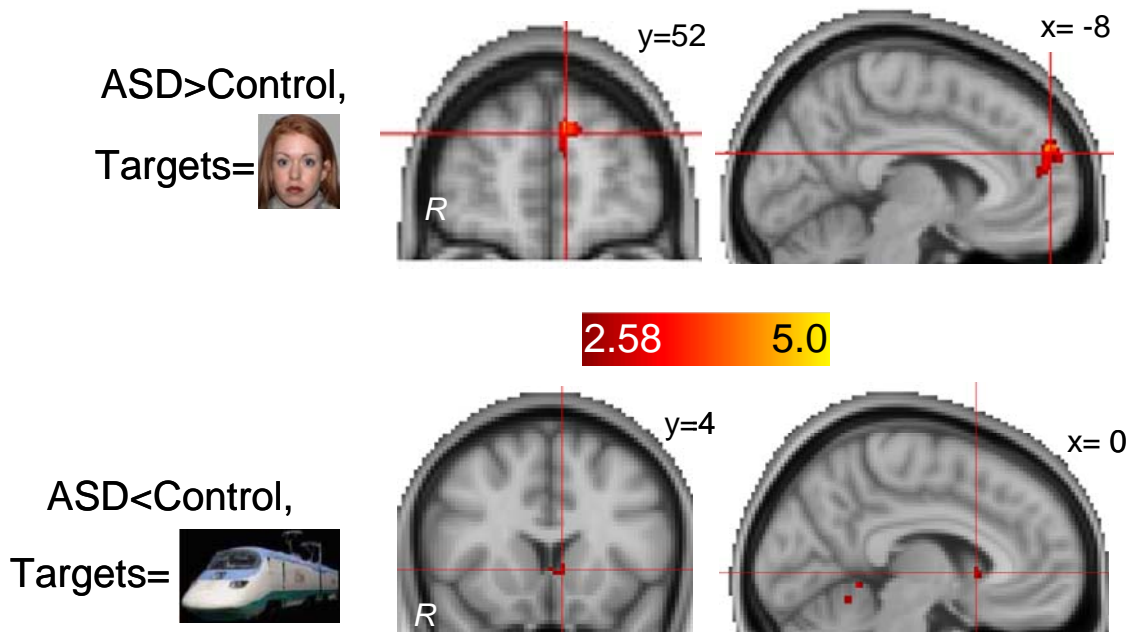 ASD>Control,
Targets=
y=52
x= -8
R
2.58 5.0
ASD<Control,
Targets=
y=4
x= 0
R